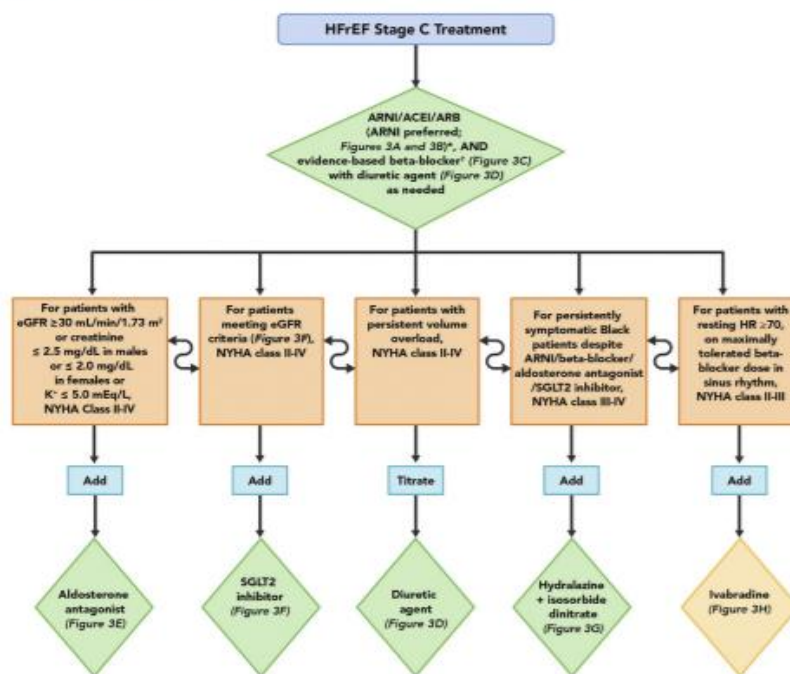 HFrEF Stage C Treatment
ARNI/ACEI/ARB
(ARNI preferred;
Figures 3A and 3B)*, AND
evidence-based beta-blocker† (Figure 3C)
with diuretic agent (Figure 3D)
as needed
For patients with
eGFR ≥30 mL/min/1.73 m²
or creatinine
≤ 2.5 mg/dL in males
or ≤ 2.0 mg/dL
in females or
K⁺ ≤ 5.0 mEq/L,
NYHA Class II-IV
For patients
meeting eGFR
criteria (Figure 3F),
NYHA class II-IV
For patients with
persistent volume
overload,
NYHA class II-IV
For persistently
symptomatic Black
patients despite
ARNI/beta-blocker/
aldosterone antagonist
/SGLT2 inhibitor,
NYHA class III-IV
For patients with
resting HR ≥70,
on maximally
tolerated beta-
blocker dose in
sinus rhythm,
NYHA class II-III
Add
Add
Titrate
Add
Add
Aldosterone
antagonist
(Figure 3E)
SGLT2
inhibitor
(Figure 3F)
Diuretic
agent
(Figure 3D)
Hydralazine
+ isosorbide
dinitrate
(Figure 3G)
Ivabradine
(Figure 3H)